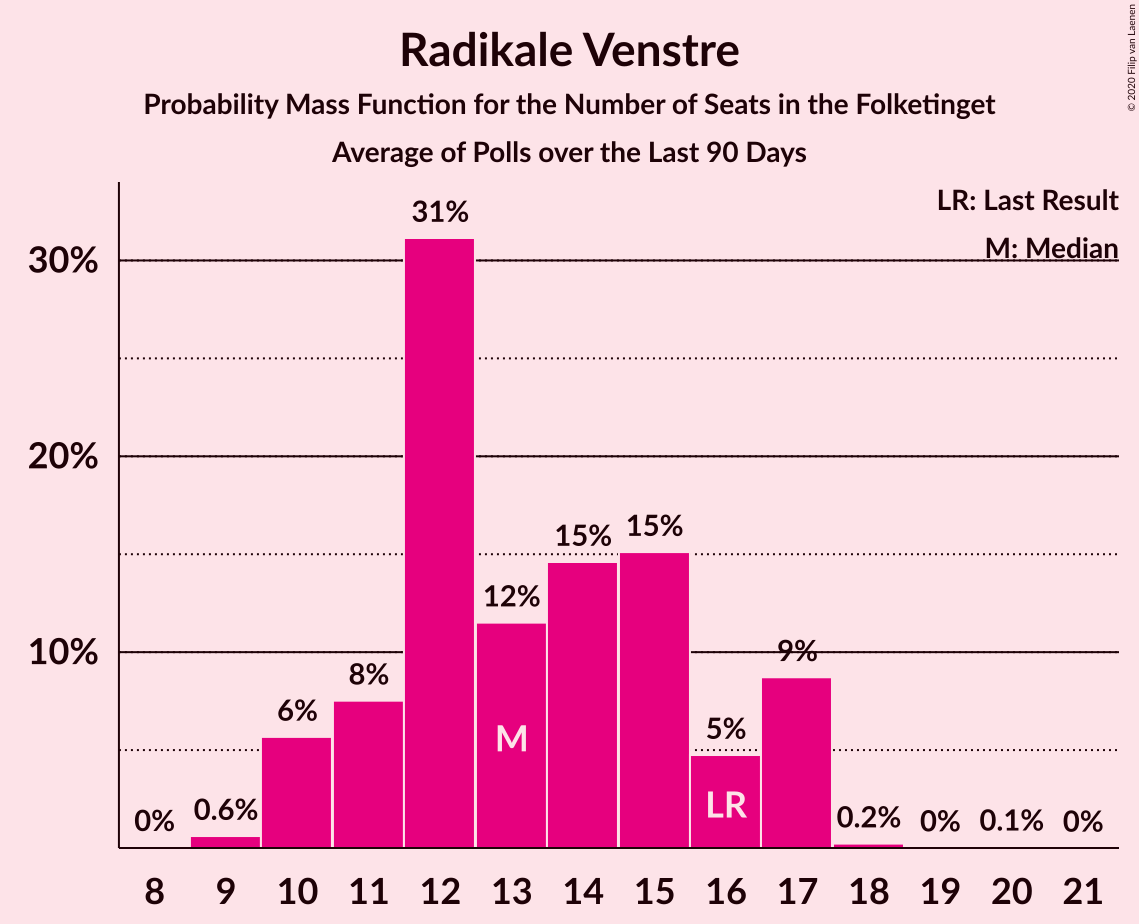 Radikale Venstre
Probability Mass Function for the Number of Seats in the Folketinget
Average of Polls over the Last 90 Days
© 2020 Filip van Laenen
LR: Last Result
M: Median
30%
20%
10%
0%
0.6%
6%
8%
31%
12%
15%
15%
5%
9%
0.2%
0%
0.1%
0%
M
LR
8 9 10 11 12 13 14 15 16 17 18 19 20 21